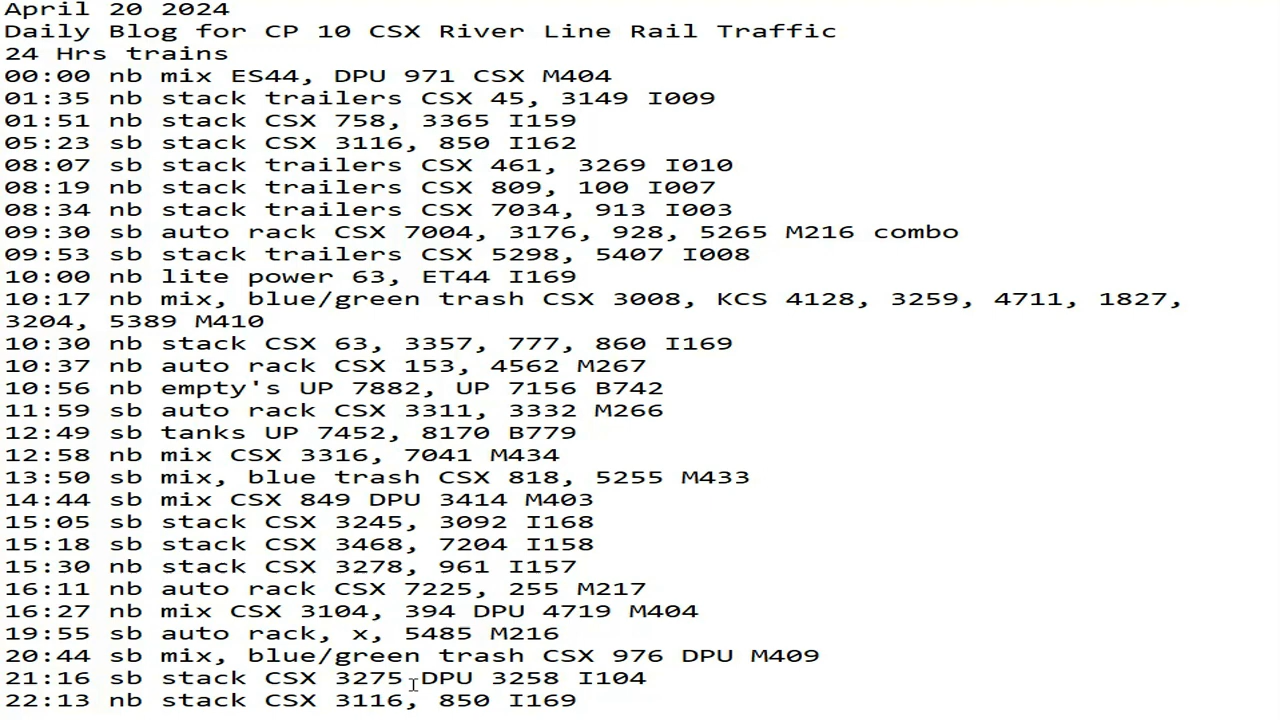 April 20 2024
Daily Blog for CP 10 CSX River Line Rail Traffic
24 Hrs trains
00:00 nb mix ES44, DPU 971 CSX M404
01:35 nb stack trailers CSX 45, 3149 I009
01:51 nb stack CSX 758, 3365 I159
05:23 sb stack CSX 3116, 850 I162
08:07 sb stack trailers CSX 461, 3269 I010
08:19 nb stack trailers CSX 809, 100 I007
08:34 nb stack trailers CSX 7034, 913 I003
09:30 sb auto rack CSX 7004, 3176, 928, 5265 M216 combo
09:53 sb stack trailers CSX 5298, 5407 I008
10:00 nb lite power 63, ET44 I169
10:17 nb mix, blue/green trash CSX 3008, KCS 4128, 3259, 4711, 1827,
3204, 5389 M410
10:30 nb stack CSX 63, 3357, 777, 860 I169
10:37 nb auto rack CSX 153, 4562 M267
10:56 nb empty's UP 7882, UP 7156 B742
11:59 sb auto rack CSX 3311, 3332 M266
12:49 sb tanks UP 7452, 8170 B779
12:58 nb mix CSX 3316, 7041 M434
13:50 sb mix, blue trash CSX 818, 5255 M433
14:44 sb mix CSX 849 DPU 3414 M403
15:05 sb stack CSX 3245, 3092 I168
15:18 sb stack CSX 3468, 7204 I158
15:30 nb stack CSX 3278, 961 I157
16:11 nb auto rack CSX 7225, 255 M217
16:27 nb mix CSX 3104, 394 DPU 4719 M404
19:55 sb auto rack, x, 5485 M216
20:44 sb mix, blue/green trash CSX 976 DPU M409
21:16 sb stack CSX 3275 DPU 3258 I104
22:13 nb stack CSX 3116, 850 I169